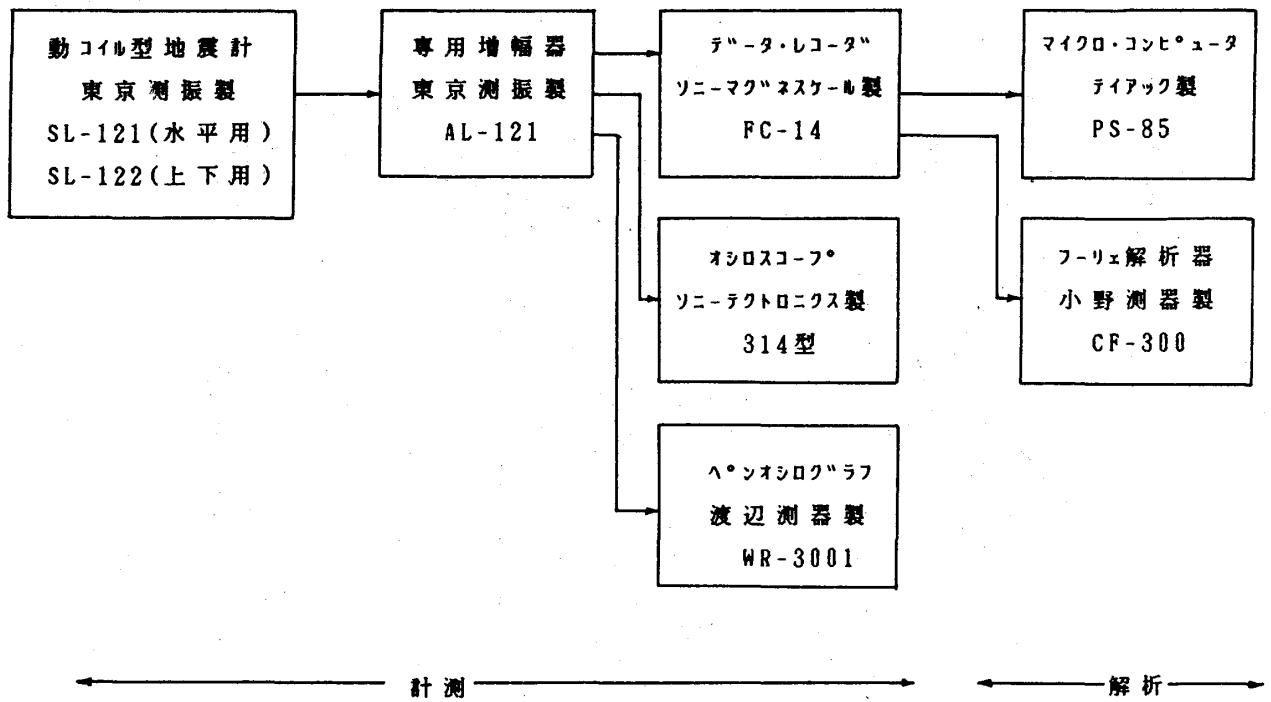 動コイル型地震計
東京測振製
SL-121(水平用)
SL-122(上下用)
専用増幅器
東京測振製
AL-121
データ・レコーダ
ソニーマグネスケール製
FC-14
マイクロ・コンピュータ
テイアック製
PS-85
オシロスコープ
ソニーテクトロニクス製
314型
フーリェ解析器
小野測器製
CF-300
ペンオシログラフ
渡辺測器製
WR-3001
計測
解析